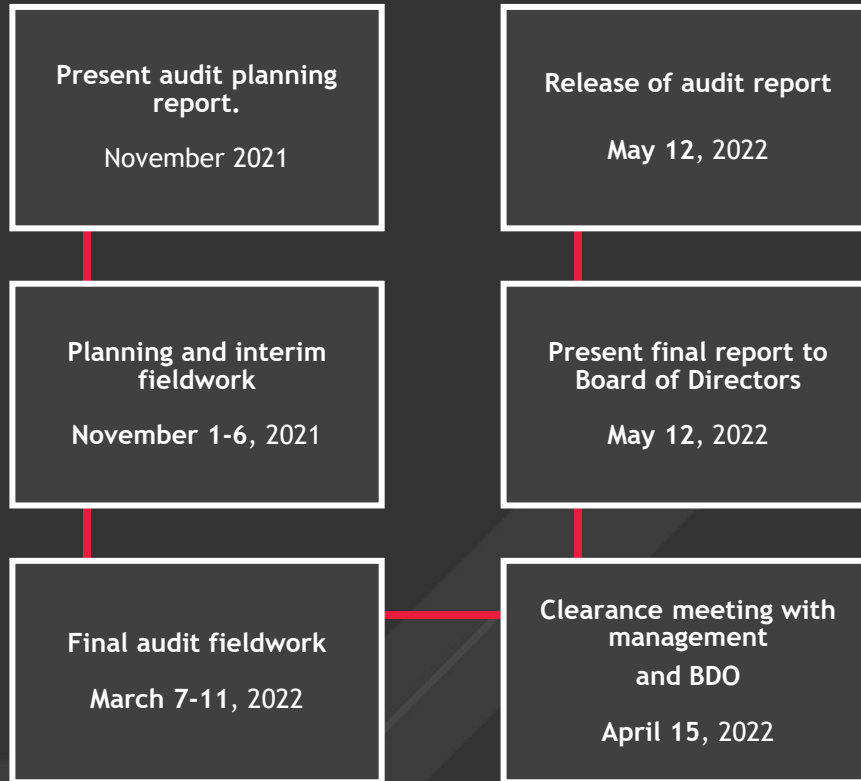 Present audit planning
report.
November 2021
Planning and interim
fieldwork
November 1-6, 2021
Final audit fieldwork
March 7-11, 2022
Clearance meeting with
management
and BDO
April 15, 2022
Present final report to
Board of Directors
May 12, 2022
Release of audit report
May 12, 2022